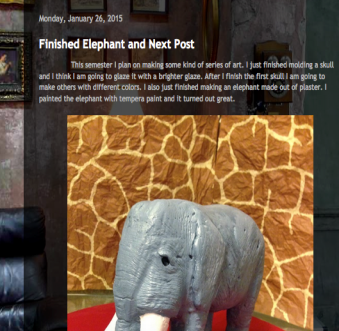 Monday, January 26, 2015
Finished Elephant and Next Post
This semester I plan on making some kind of series of art. I just finished molding a skull
and I think I am going to glaze it with a brighter glaze. After I finish the first skull I am going to
make others with different colors. I also just finished making an elephant made out of plaster. I
painted the elephant with tempera paint and it turned out great.